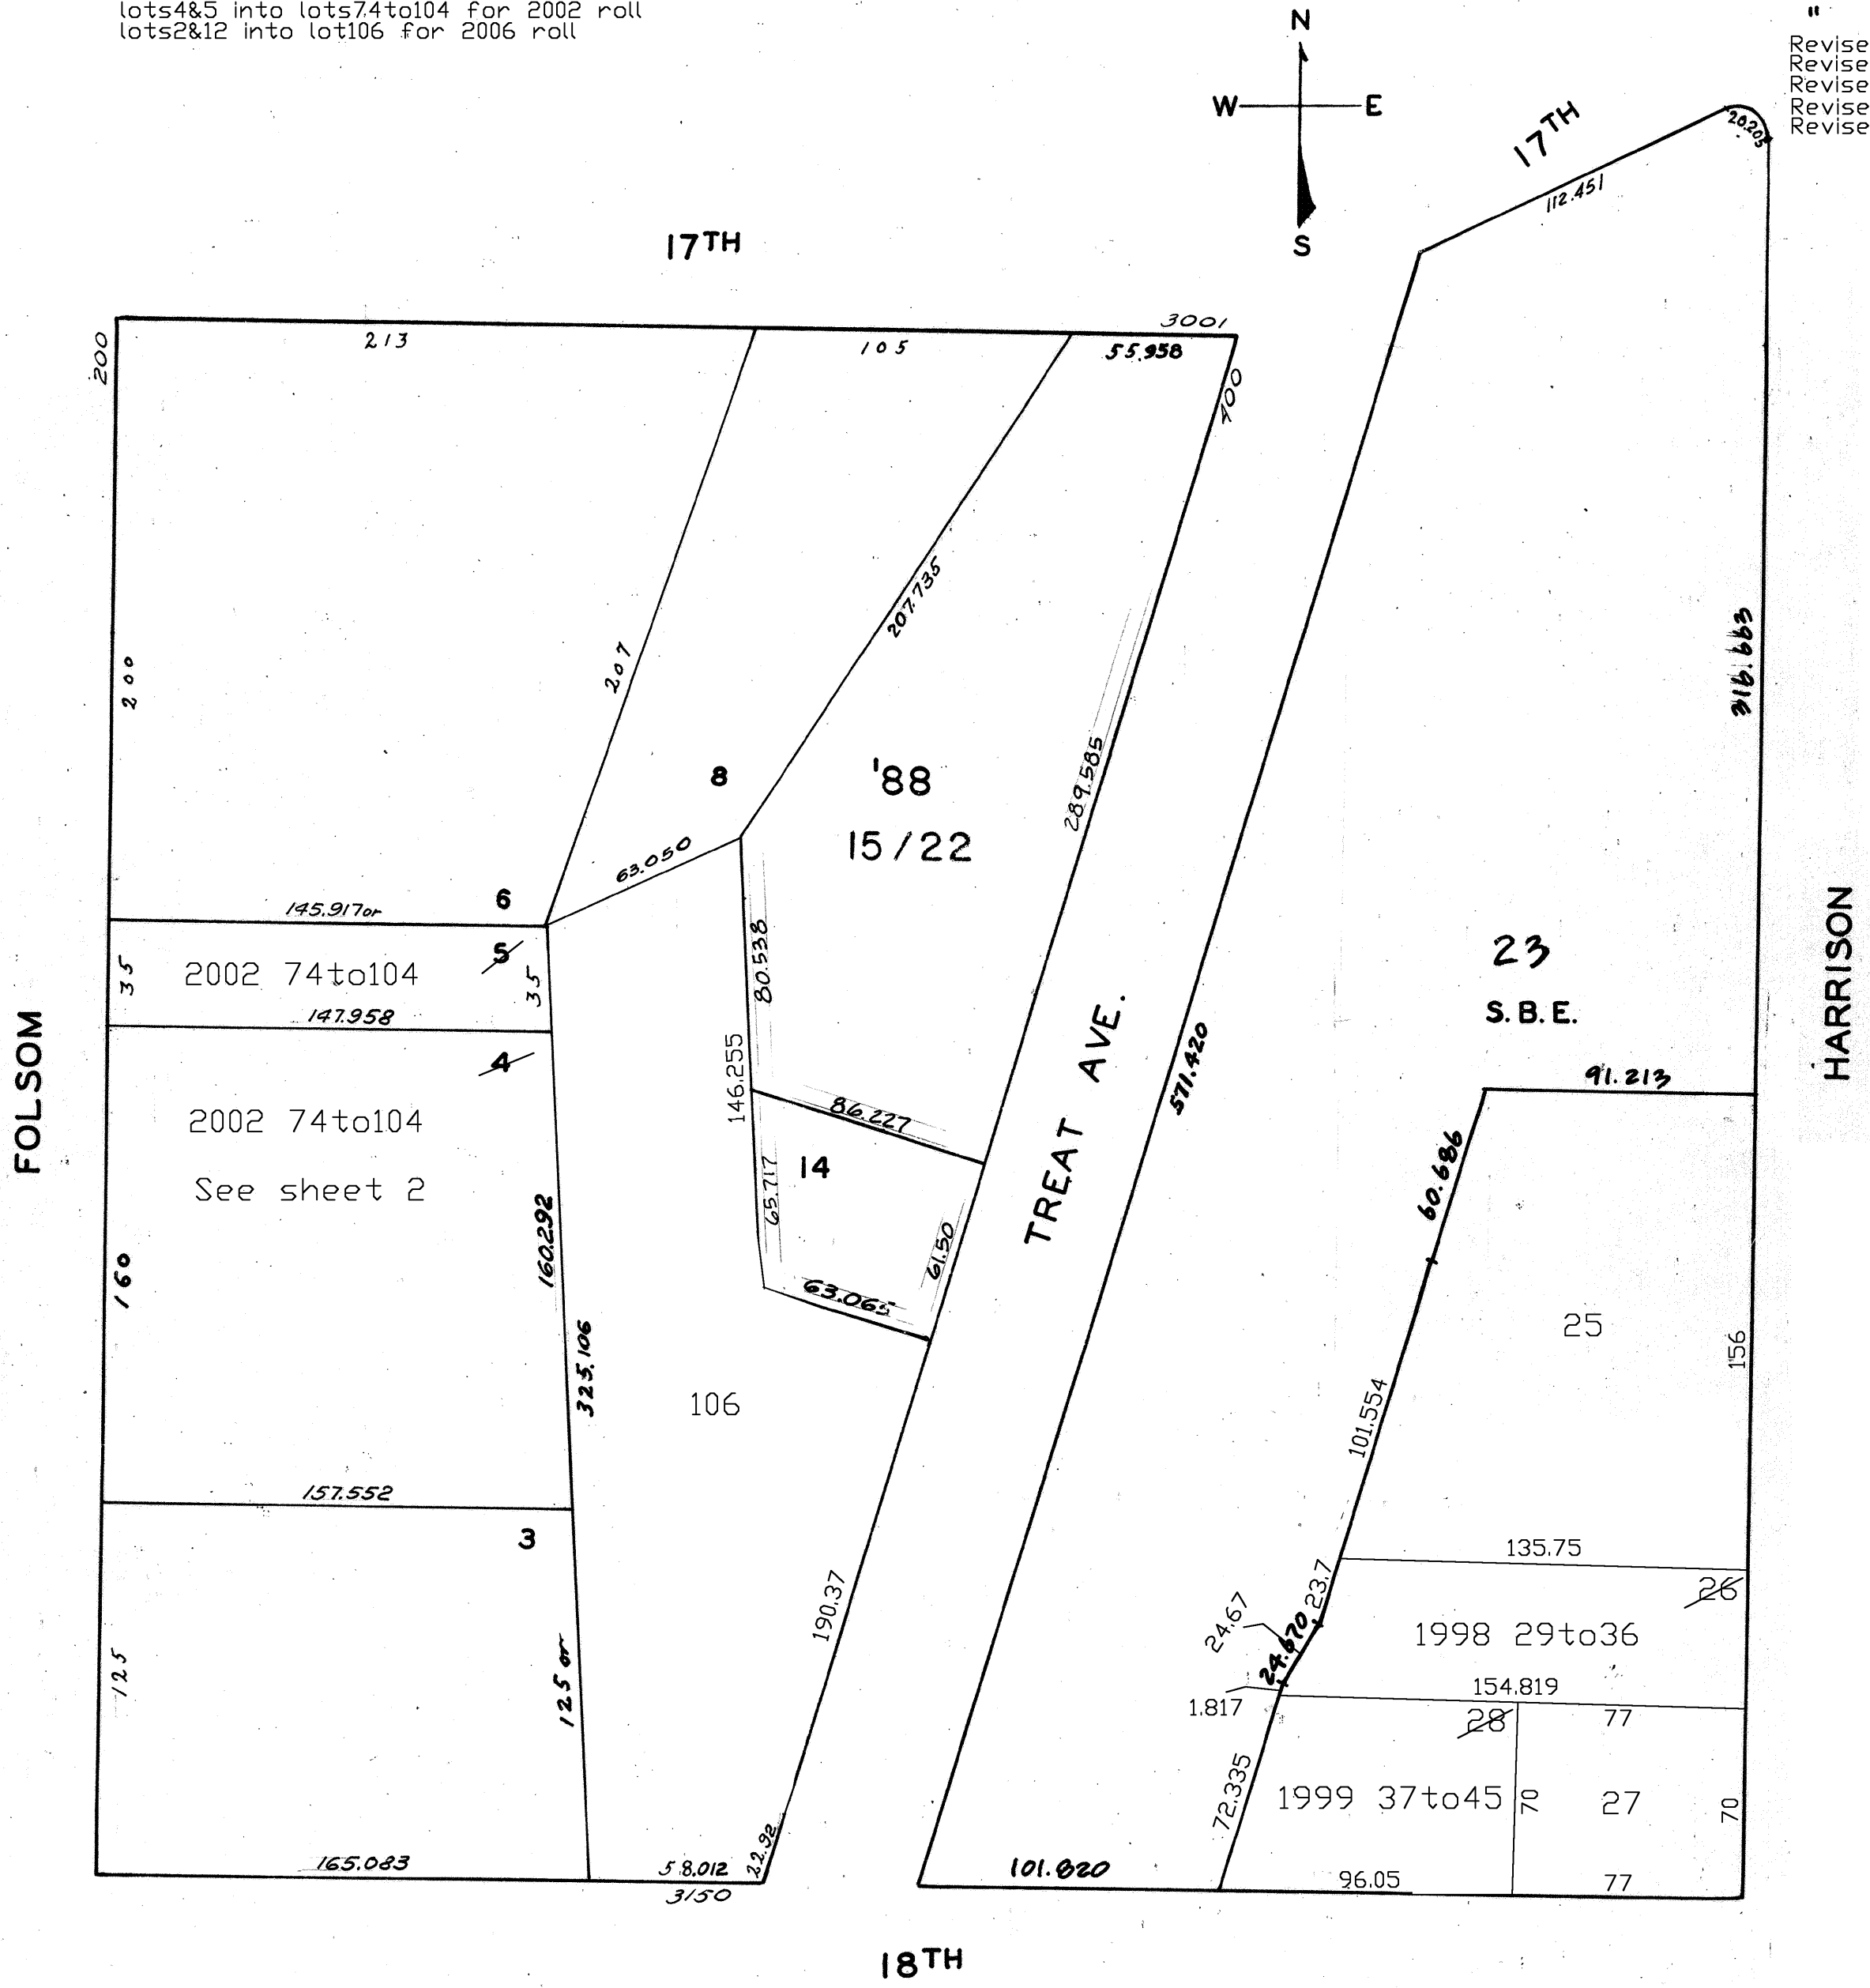 lots4&5 into lots74to104 for 2002 roll
lots2&12 into lot106 for 2006 roll
"
Revise
Revise
Revise
Revise
Revise
N
W E
S
17TH
112.451
20.205
17TH
3001
200
213
105
55.958
400
200
207
207.735
289.585
399.916
8
'88
15/22
63.050
6
145.917or
5
35
2002 74to104
35
80.538
147.958
4
146.255
2002 74to104
See sheet 2
86.227
14
65.717
61.50
63.065
160
160.292
325.106
106
157.552
3
125
125 or
190.37
22.92
165.083
58.012
3150
FOLSOM
TREAT AVE.
571.420
23
S.B.E.
HARRISON
91.213
60.686
25
156
101.554
135.75
26
23.7
24.67
24.670
1998 29to36
1.817
154.819
28
77
72.335
1999 37to45
70
27
70
101.820
96.05
77
18TH